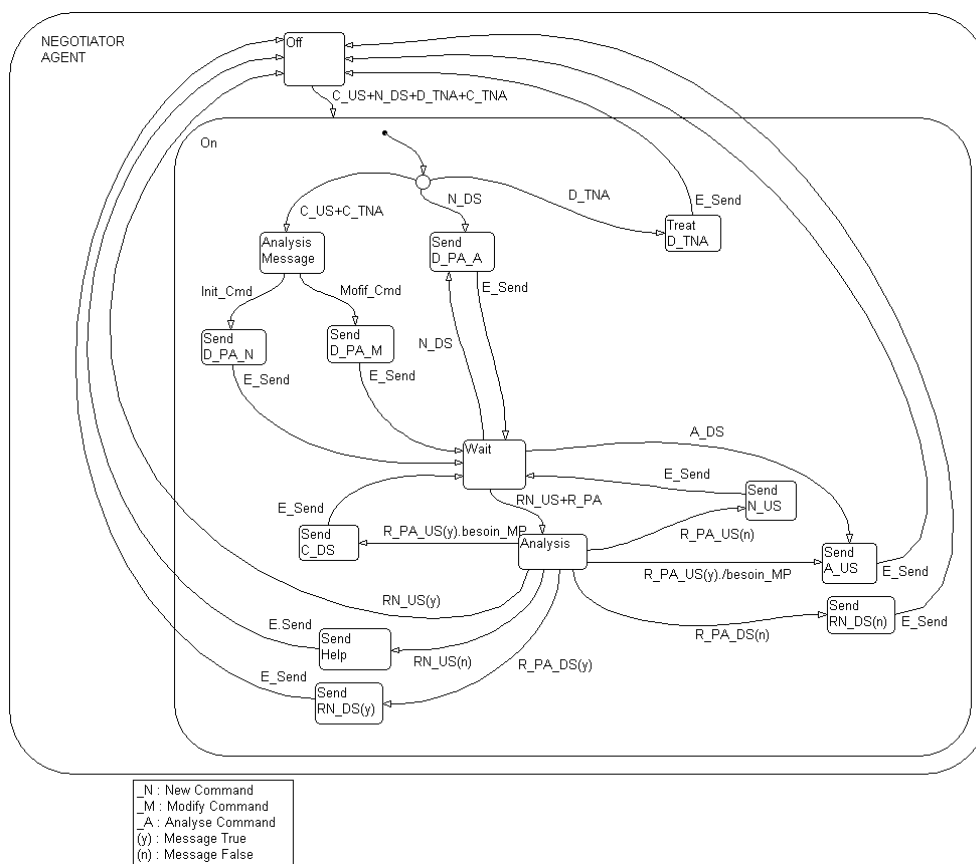 NEGOTIATOR
AGENT
Off
C_US+N_DS+D_TNA+C_TNA
On
N_DS
D_TNA
E_Send
C_US+C_TNA
Treat
D_TNA
Analysis
Message
Send
D_PA_A
E_Send
Init_Cmd
Mofif_Cmd
Send
D_PA_N
Send
D_PA_M
N_DS
E_Send
E_Send
A_DS
Wait
E_Send
Send
N_US
E_Send
RN_US+R_PA
Send
C_DS
R_PA_US(y).besoin_MP
Analysis
R_PA_US(n)
Send
A_US
R_PA_US(y)./besoin_MP
E_Send
RN_US(y)
Send
RN_DS(n)
E_Send
R_PA_DS(n)
E.Send
Send
Help
RN_US(n)
R_PA_DS(y)
E_Send
Send
RN_DS(y)
_N : New Command
_M : Modify Command
_A : Analyse Command
(y) : Message True
(n) : Message False